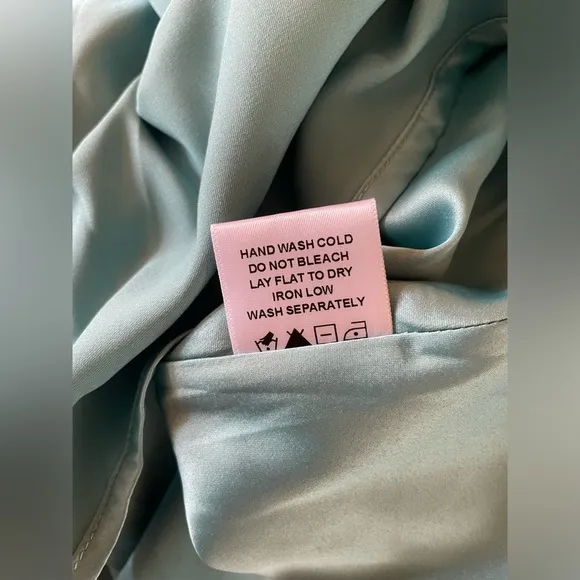 HAND WASH COLD
DO NOT BLEACH
LAY FLAT TO DRY
IRON LOW
WASH SEPARATELY